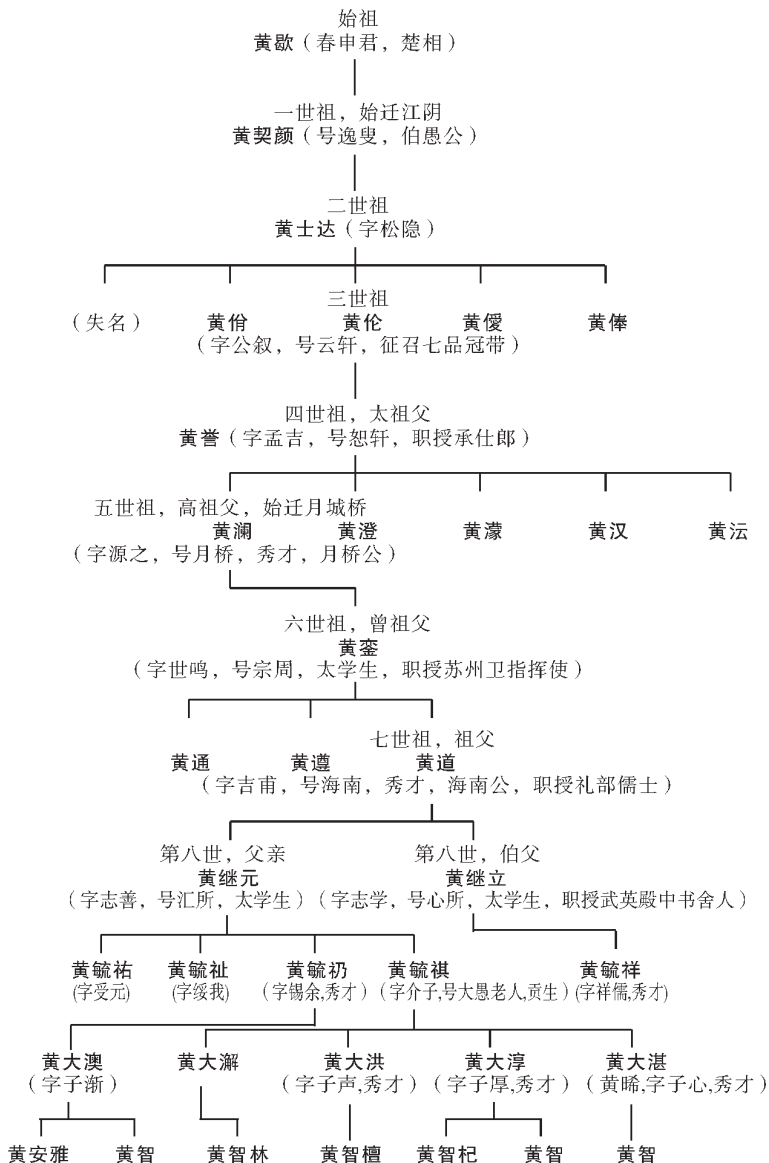 始祖
黄歇（春申君，楚相）
一世祖，始迁江阴
黄契颜（号逸叟，伯愚公）
二世祖
黄士达（字松隐）
三世祖
（失名） 黄佾 黄伦 黄僾 黄俸
（字公叙，号云轩，征召七品冠带）
四世祖，太祖父
黄誉（字孟吉，号恕轩，职授承仕郎）
五世祖，高祖父，始迁月城桥
黄澜 黄澄 黄濛 黄汉 黄沄
（字源之，号月桥，秀才，月桥公）
六世祖，曾祖父
黄銮
（字世鸣，号宗周，太学生，职授苏州卫指挥使）
七世祖，祖父
黄通 黄遵 黄道
（字吉甫，号海南，秀才，海南公，职授礼部儒士）
第八世，父亲 第八世，伯父
黄继元 黄继立
（字志善，号汇所，太学生）（字志学，号心所，太学生，职授武英殿中书舍人）
黄毓祐 黄毓祉 黄毓礽 黄毓祺 黄毓祥
(字受元) (字绥我) (字锡余,秀才) (字介子,号大愚老人,贡生) (字祥儒,秀才)
黄大澳 黄大澥 黄大洪 黄大淳 黄大湛
（字子渐） （字子声,秀才） （字子厚,秀才） （黄晞,字子心,秀才）
黄安雅 黄智 黄智林 黄智檀 黄智杞 黄智 黄智